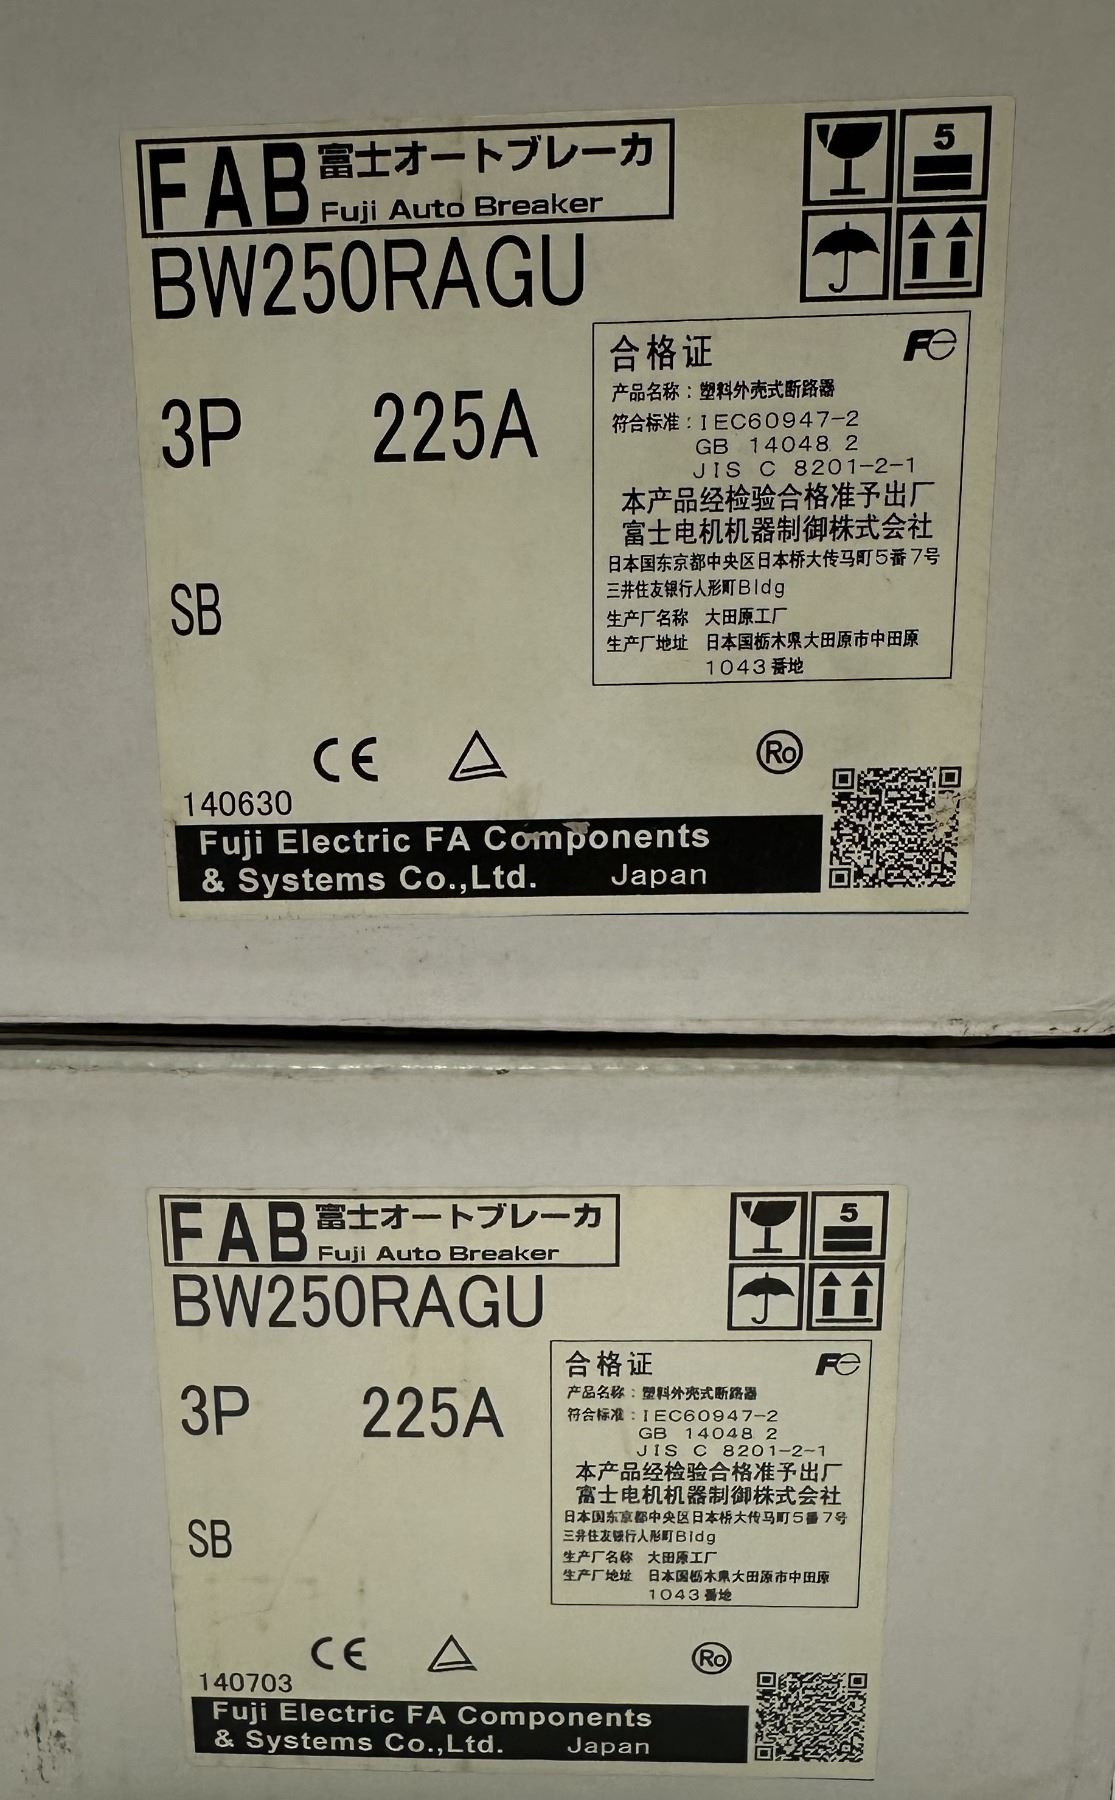 FAB 富士オートブレーカ
Fuji Auto Breaker
BW250RAGU
5
3P 225A
合格证 Fe
产品名称：塑料外壳式断路器
符合标准：IEC60947-2
GB 14048.2
JIS C 8201-2-1
本产品经检验合格准予出厂
富士电机机器制御株式会社
日本国东京都中央区日本桥大传马町5番7号
三井住友银行人形町Bldg
生产厂名称 大田原工厂
生产厂地址 日本国栃木県大田原市中田原
1043番地
SB
CE Ro
140630
Fuji Electric FA Components
& Systems Co.,Ltd. Japan
FAB 富士オートブレーカ
Fuji Auto Breaker
BW250RAGU
5
3P 225A
合格证 Fe
产品名称：塑料外壳式断路器
符合标准：IEC60947-2
GB 14048.2
JIS C 8201-2-1
本产品经检验合格准予出厂
富士电机机器制御株式会社
日本国东京都中央区日本桥大传马町5番7号
三井住友银行人形町Bldg
生产厂名称 大田原工厂
生产厂地址 日本国栃木県大田原市中田原
1043番地
SB
CE Ro
140703
Fuji Electric FA Components
& Systems Co.,Ltd. Japan